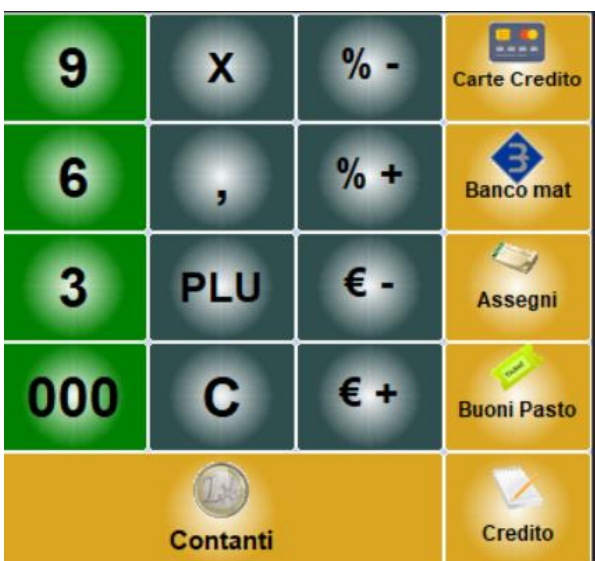 9 X % - Carte Credito
6 , % + Banco mat
3 PLU € - Assegni
000 C € + Buoni Pasto
Contanti Credito